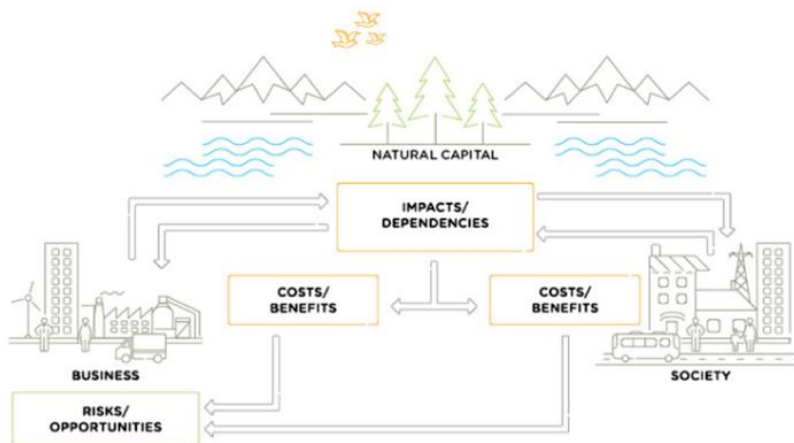 NATURAL CAPITAL
IMPACTS/
DEPENDENCIES
COSTS/
BENEFITS
COSTS/
BENEFITS
BUSINESS
SOCIETY
RISKS/
OPPORTUNITIES